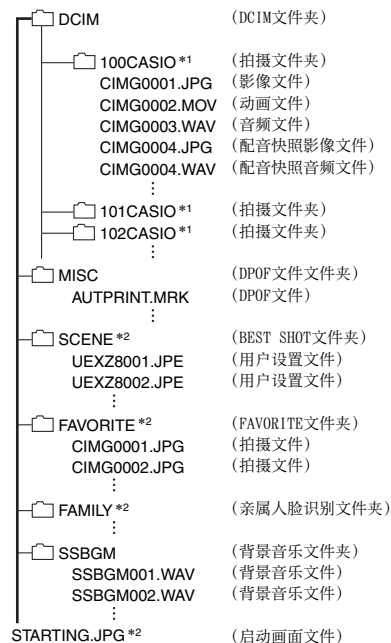 DCIM (DCIM文件夹)
100CASIO *1 (拍摄文件夹)
CIMG0001.JPG (影像文件)
CIMG0002.MOV (动画文件)
CIMG0003.WAV (音频文件)
CIMG0004.JPG (配音快照影像文件)
CIMG0004.WAV (配音快照音频文件)
⋮
101CASIO *1 (拍摄文件夹)
102CASIO *1 (拍摄文件夹)
⋮
MISC (DPOF文件文件夹)
AUTPRINT.MRK (DPOF文件)
⋮
SCENE *2 (BEST SHOT文件夹)
UEXZ8001.JPE (用户设置文件)
UEXZ8002.JPE (用户设置文件)
⋮
FAVORITE *2 (FAVORITE文件夹)
CIMG0001.JPG (拍摄文件)
CIMG0002.JPG (拍摄文件)
⋮
FAMILY *2 (亲属人脸识别文件夹)
⋮
SSBGM (背景音乐文件夹)
SSBGM001.WAV (背景音乐文件)
SSBGM002.WAV (背景音乐文件)
⋮
STARTING.JPG *2 (启动画面文件)